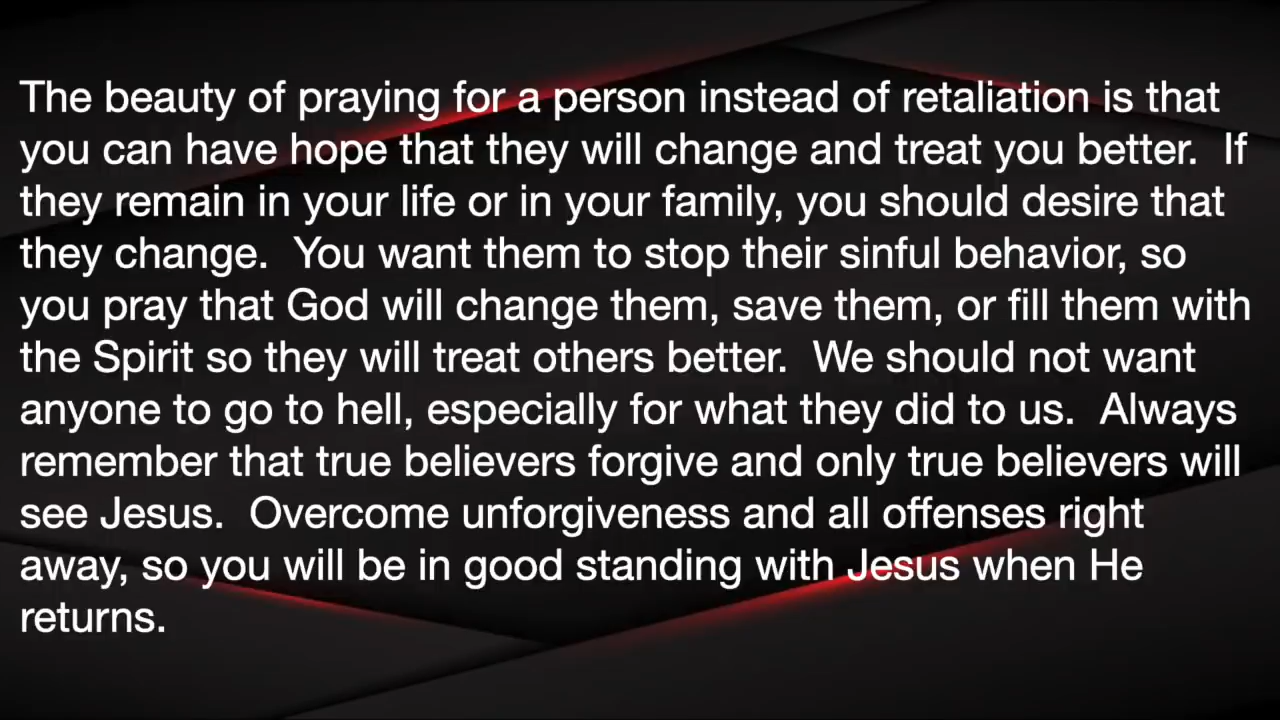 The beauty of praying for a person instead of retaliation is that
you can have hope that they will change and treat you better.  If
they remain in your life or in your family, you should desire that
they change.  You want them to stop their sinful behavior, so
you pray that God will change them, save them, or fill them with
the Spirit so they will treat others better.  We should not want
anyone to go to hell, especially for what they did to us.  Always
remember that true believers forgive and only true believers will
see Jesus.  Overcome unforgiveness and all offenses right
away, so you will be in good standing with Jesus when He
returns.